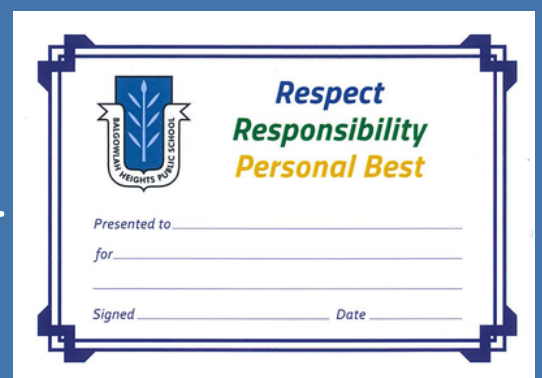 BALGOWLAH
HEIGHTS PUBLIC SCHOOL
Respect
Responsibility
Personal Best
Presented to
for
Signed Date